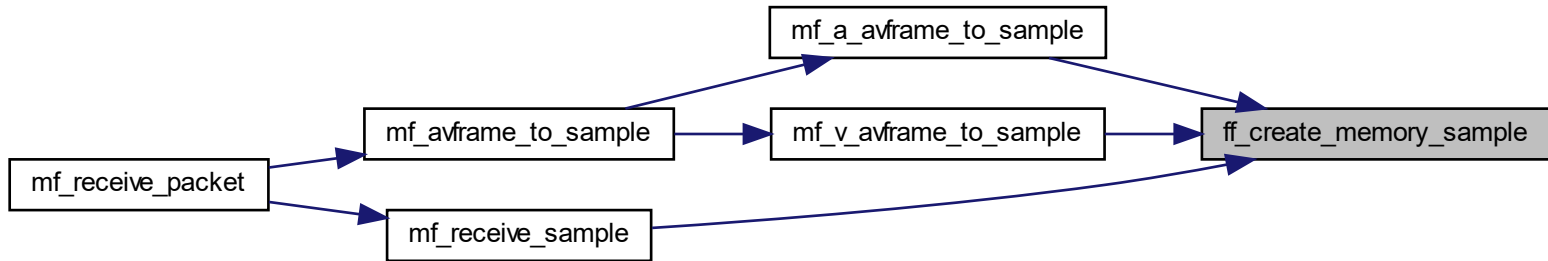 mf_a_avframe_to_sample
mf_avframe_to_sample
mf_v_avframe_to_sample
ff_create_memory_sample
mf_receive_packet
mf_receive_sample